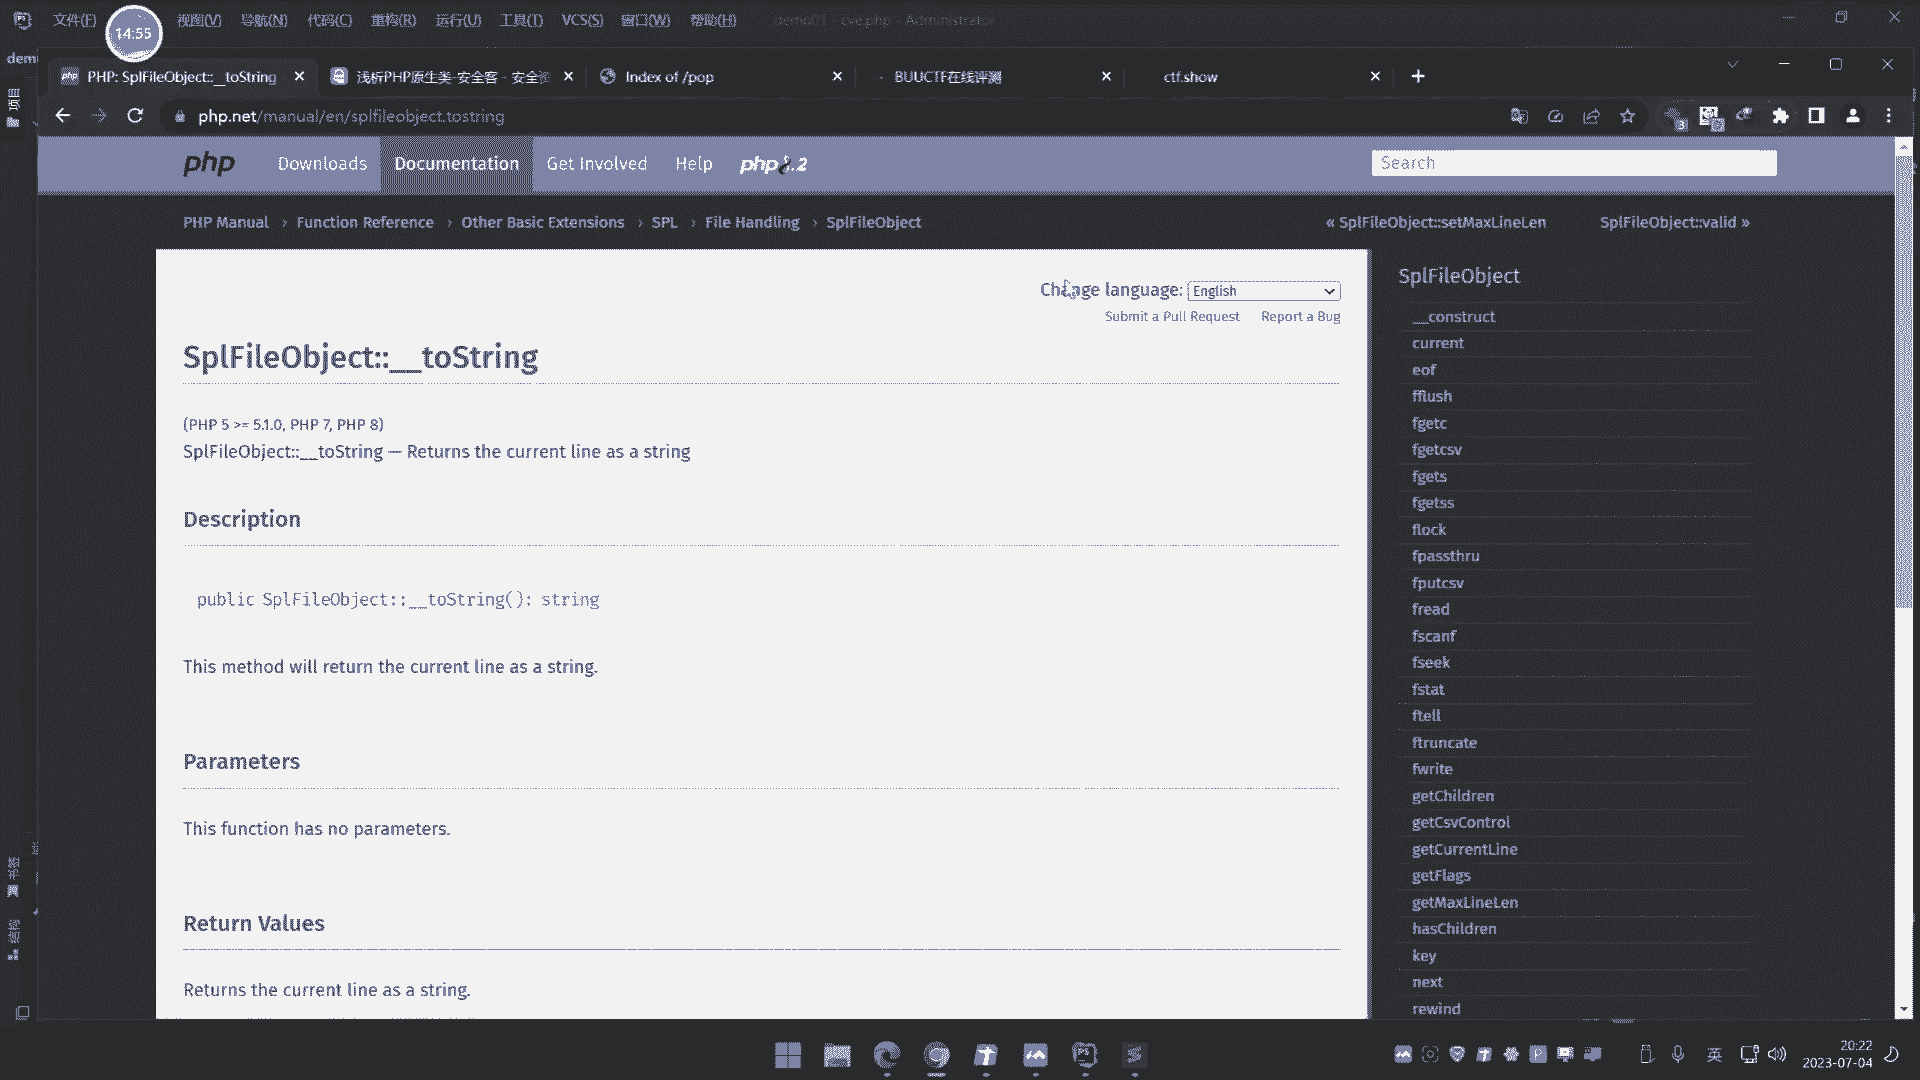 文件(F) 视图(V) 导航(N) 代码(C) 重构(R) 运行(U) 工具(T) VCS(S) 窗口(W) 帮助(H) demo01 - cve.php - Administrator
14:55
demo
PHP: SplFileObject::__toString
浅析PHP原生类-安全客 - 安全资
Index of /pop
BUUCTF在线评测
ctf.show
php.net/manual/en/splfileobject.tostring
3
项目
php Downloads Documentation Get Involved Help php8.2
Search
PHP Manual › Function Reference › Other Basic Extensions › SPL › File Handling › SplFileObject
« SplFileObject::setMaxLineLen SplFileObject::valid »
Change language: English
Submit a Pull Request Report a Bug
SplFileObject::__toString
(PHP 5 >= 5.1.0, PHP 7, PHP 8)
SplFileObject::__toString — Returns the current line as a string
Description
public SplFileObject::__toString(): string
This method will return the current line as a string.
Parameters
This function has no parameters.
Return Values
Returns the current line as a string.
SplFileObject
__construct
current
eof
fflush
fgetc
fgetcsv
fgets
fgetss
flock
fpassthru
fputcsv
fread
fscanf
fseek
fstat
ftell
ftruncate
fwrite
getChildren
getCsvControl
getCurrentLine
getFlags
getMaxLineLen
hasChildren
key
next
rewind
书签
结构
英
20:22
2023-07-04